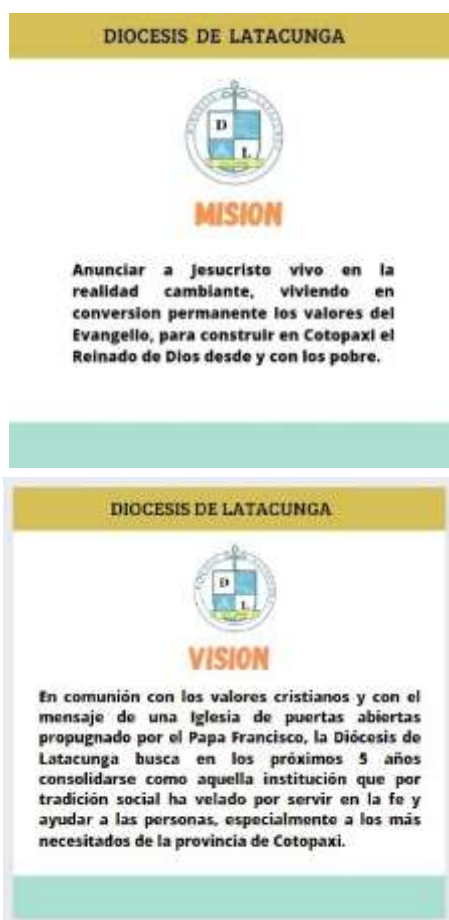 DIOCESIS DE LATACUNGA
D
L
MISION
Anunciar a Jesucristo vivo en la
realidad cambiante, viviendo en
conversion permanente los valores del
Evangelio, para construir en Cotopaxi el
Reinado de Dios desde y con los pobre.
DIOCESIS DE LATACUNGA
D
L
VISION
En comunión con los valores cristianos y con el
mensaje de una Iglesia de puertas abiertas
propugnado por el Papa Francisco, la Diócesis de
Latacunga busca en los próximos 5 años
consolidarse como aquella institución que por
tradición social ha velado por servir en la fe y
ayudar a las personas, especialmente a los más
necesitados de la provincia de Cotopaxi.